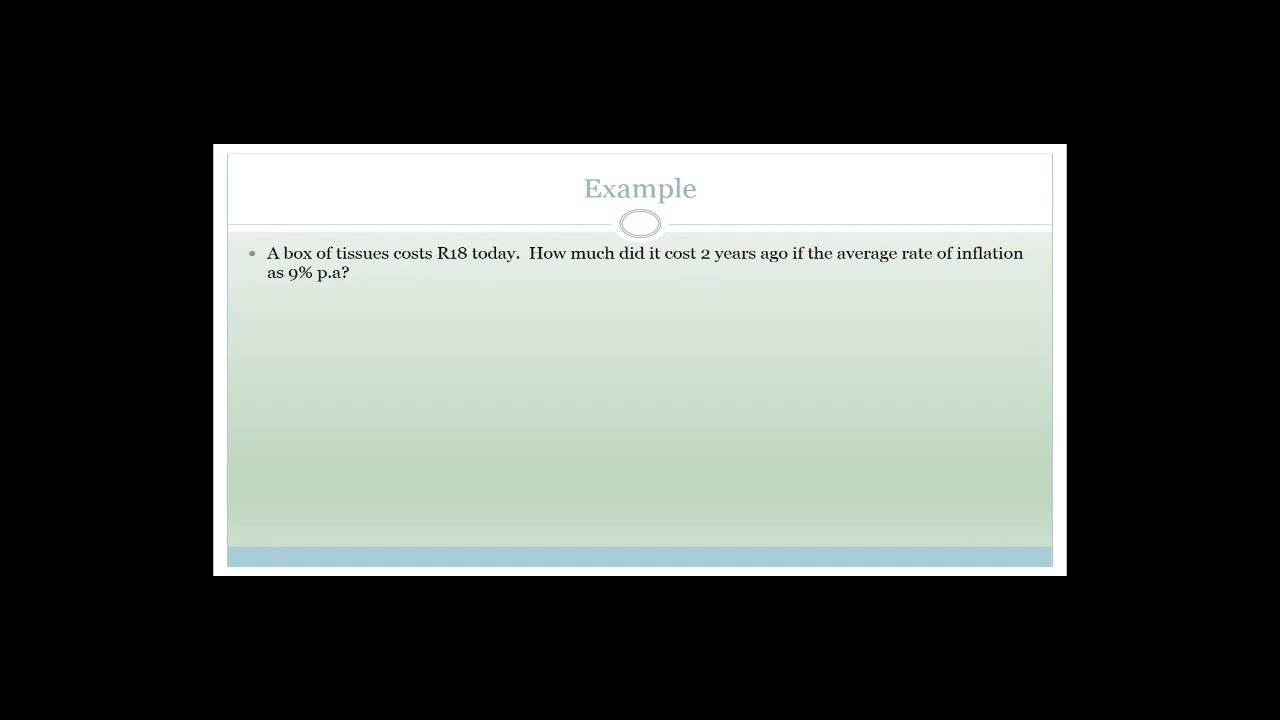 Example
A box of tissues costs R18 today.  How much did it cost 2 years ago if the average rate of inflation
as 9% p.a?